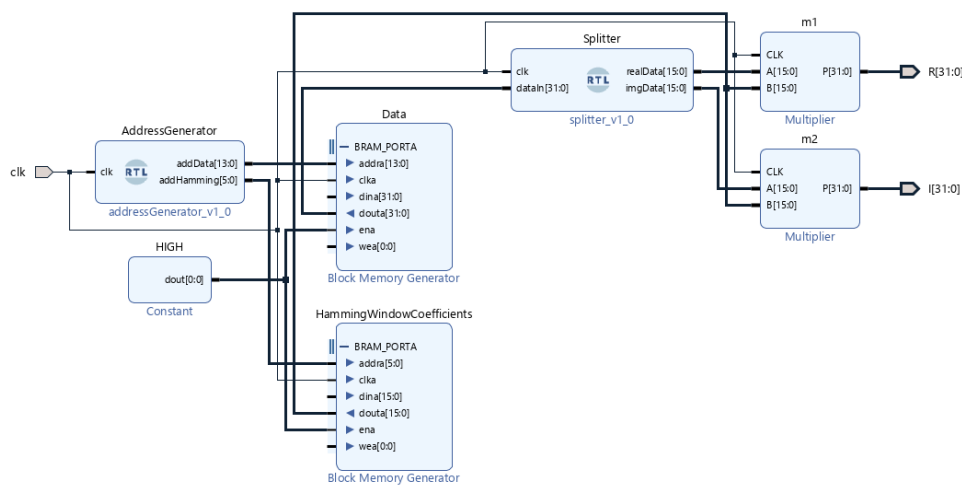 clk
AddressGenerator
clk
RTL
addData[13:0]
addHamming[5:0]
addressGenerator_v1_0
HIGH
dout[0:0]
Constant
Data
BRAM_PORTA
addra[13:0]
clka
dina[31:0]
douta[31:0]
ena
wea[0:0]
Block Memory Generator
HammingWindowCoefficients
BRAM_PORTA
addra[5:0]
clka
dina[15:0]
douta[15:0]
ena
wea[0:0]
Block Memory Generator
Splitter
clk
dataIn[31:0]
RTL
realData[15:0]
imgData[15:0]
splitter_v1_0
m1
CLK
A[15:0]
B[15:0]
P[31:0]
Multiplier
R[31:0]
m2
CLK
A[15:0]
B[15:0]
P[31:0]
Multiplier
I[31:0]